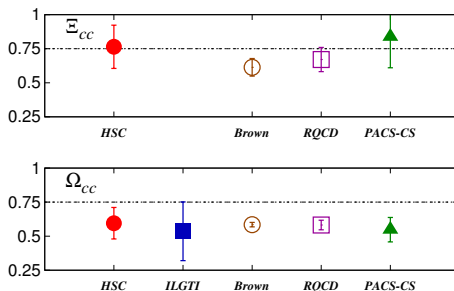 1
Ξcc
0.75
0.5
0.25
HSC Brown RQCD PACS-CS
1
Ωcc
0.75
0.5
0.25
HSC ILGTI Brown RQCD PACS-CS